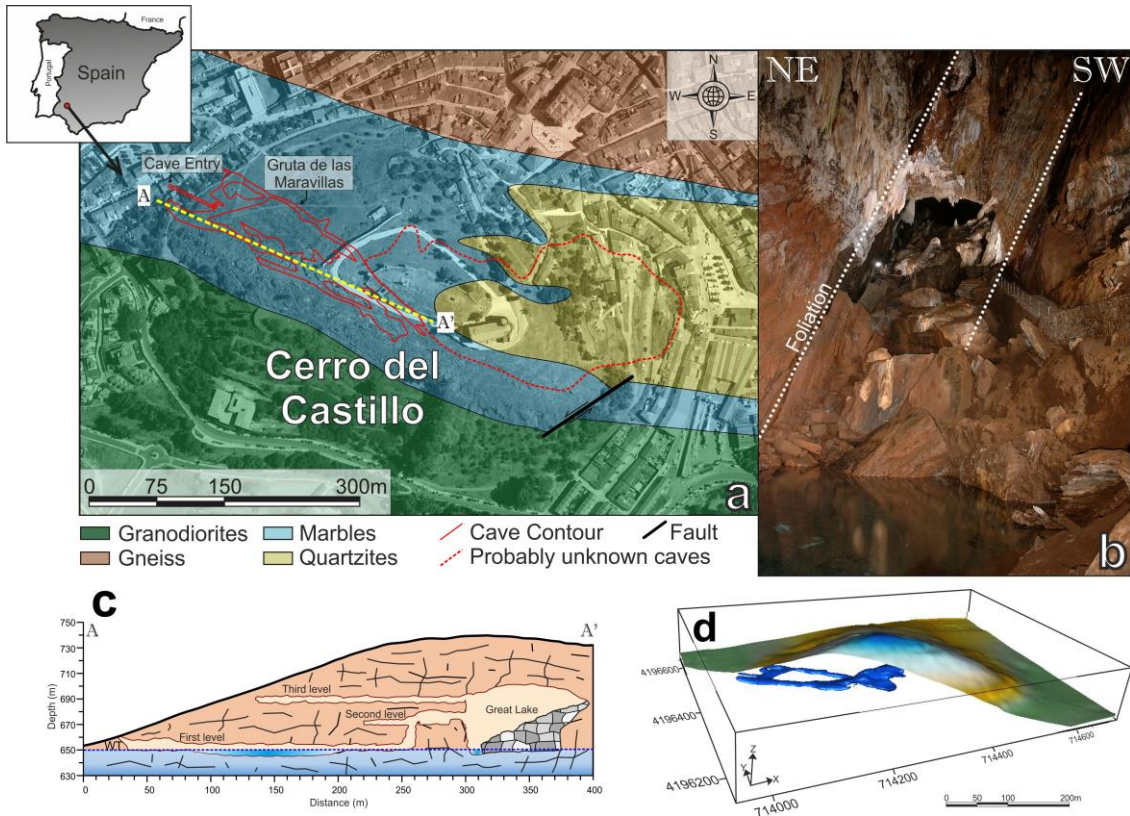 France
Portugal
Spain
N
W
E
S
Cave Entry
Gruta de las
Maravillas
A
A'
Cerro del
Castillo
0 75 150 300m
a
NE SW
Foliation
b
Granodiorites
Marbles
Cave Contour
Fault
Gneiss
Quartzites
Probably unknown caves
c
A A'
Depth (m)
750
730
710
690
670
650
630
Third level
Second level
Great Lake
First level
WT
0 50 100 150 200 250 300 350 400
Distance (m)
d
4196600
4196400
4196200
714000
714200
714400
714600
Z
Y
X
0 50 100 200m